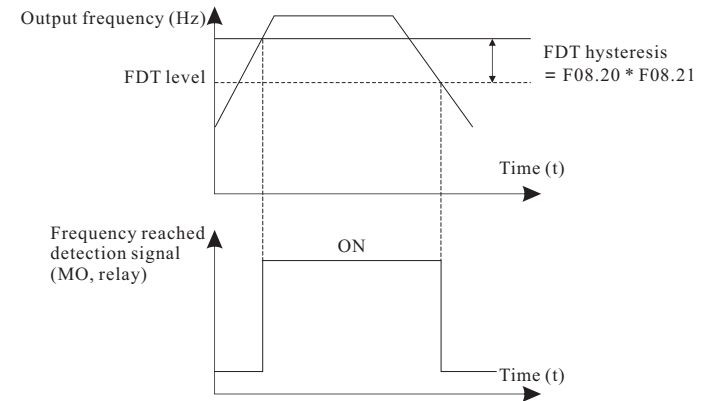 Output frequency (Hz)
FDT hysteresis
= F08.20 * F08.21
FDT level
Time (t)
Frequency reached
detection signal
(MO, relay)
ON
Time (t)